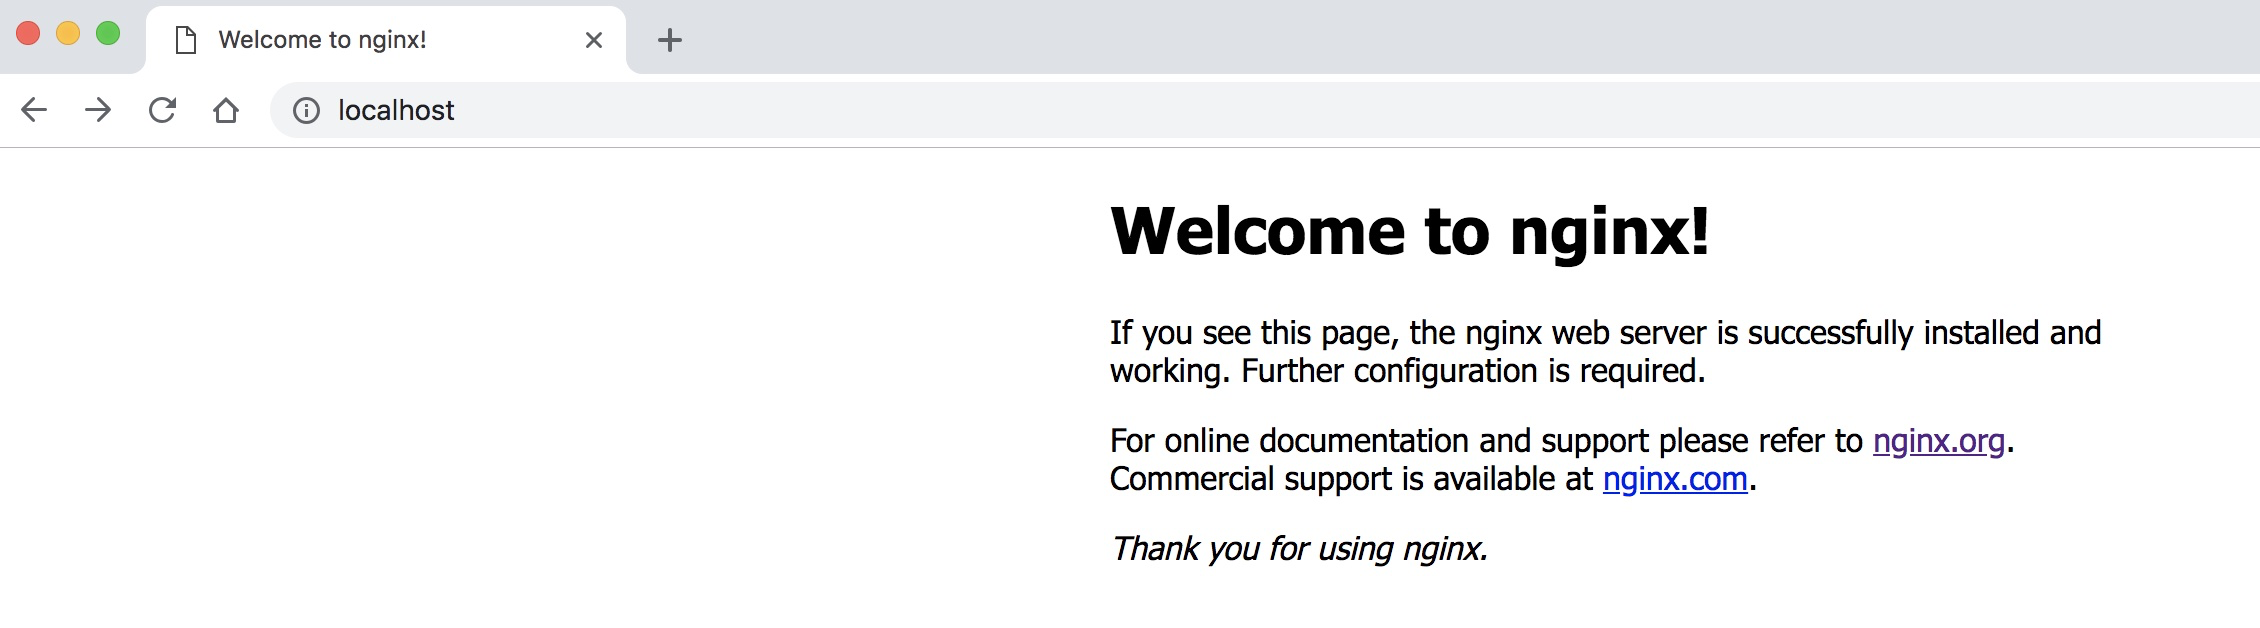 Welcome to nginx!
localhost
Welcome to nginx!
If you see this page, the nginx web server is successfully installed and
working. Further configuration is required.
For online documentation and support please refer to nginx.org.
Commercial support is available at nginx.com.
Thank you for using nginx.